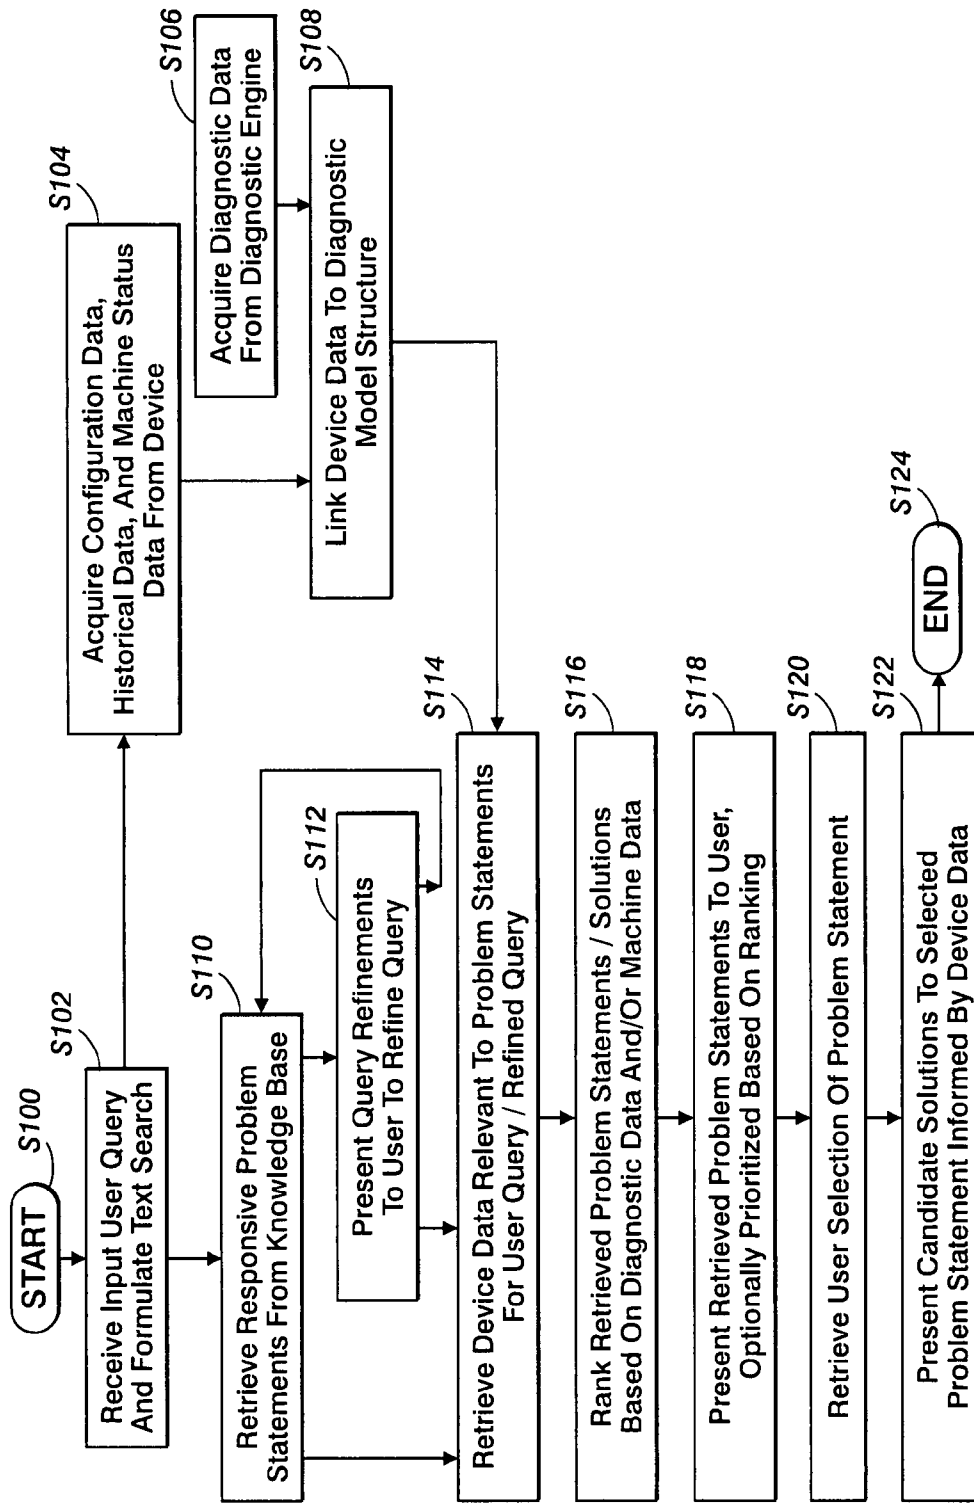 START
S100
Receive Input User Query
And Formulate Text Search
S102
Acquire Configuration Data,
Historical Data, And Machine Status
Data From Device
S104
Acquire Diagnostic Data
From Diagnostic Engine
S106
Link Device Data To Diagnostic
Model Structure
S108
Retrieve Responsive Problem
Statements From Knowledge Base
S110
Present Query Refinements
To User To Refine Query
S112
Retrieve Device Data Relevant To Problem Statements
For User Query / Refined Query
S114
Rank Retrieved Problem Statements / Solutions
Based On Diagnostic Data And/Or Machine Data
S116
Present Retrieved Problem Statements To User,
Optionally Prioritized Based On Ranking
S118
Retrieve User Selection Of Problem Statement
S120
Present Candidate Solutions To Selected
Problem Statement Informed By Device Data
S122
END
S124